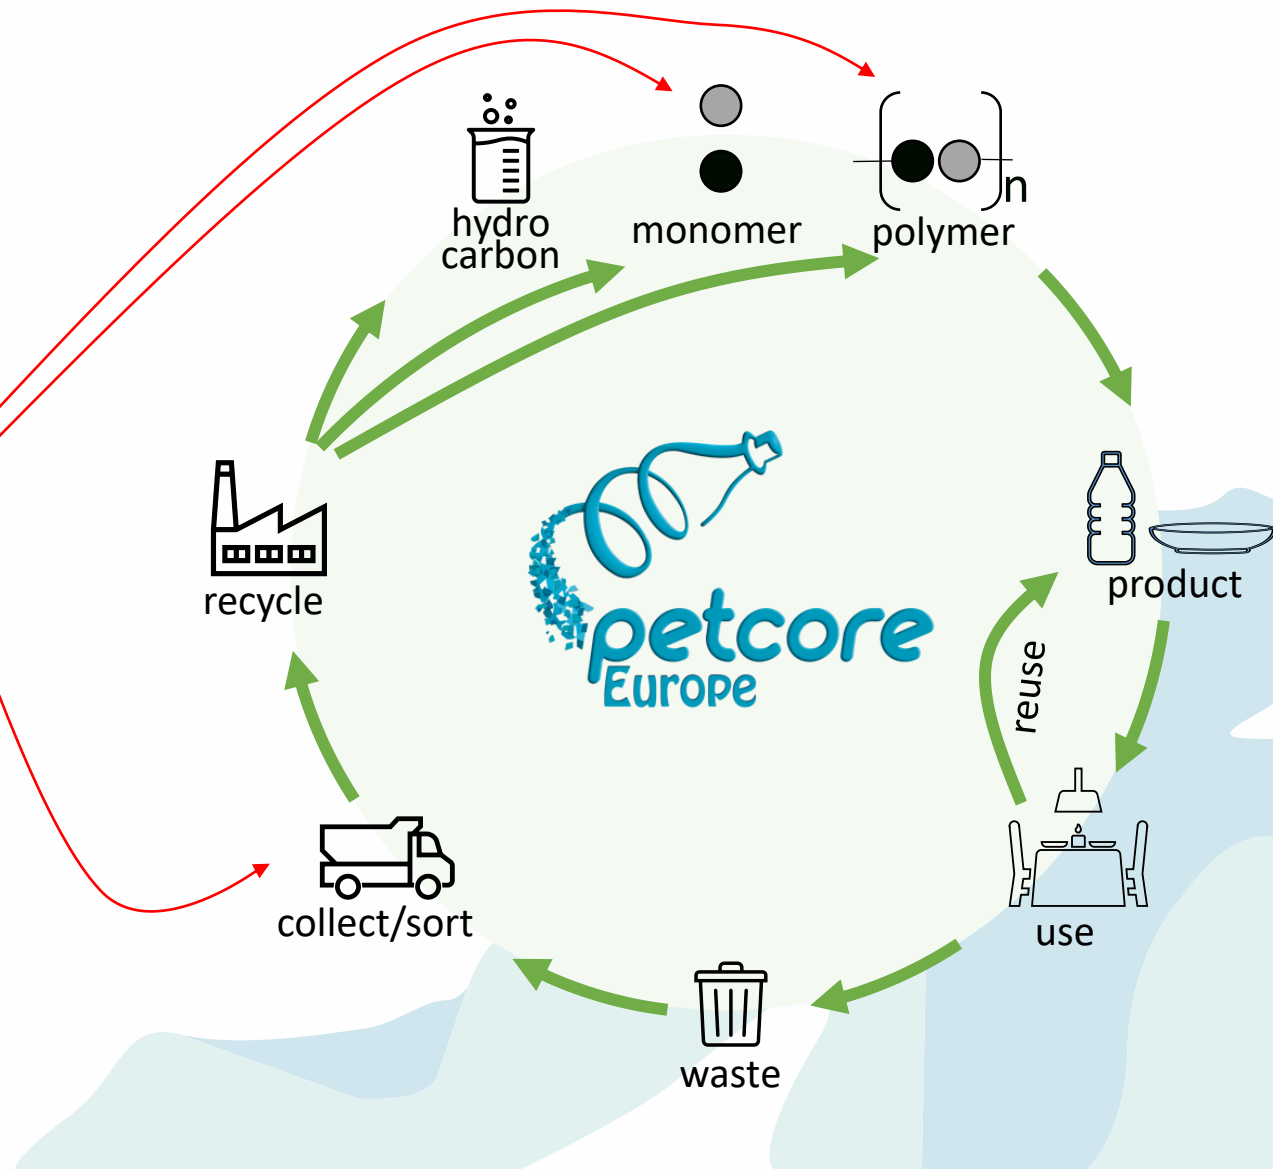 hydro
carbon
monomer
n
polymer
recycle
product
reuse
petcore
Europe
collect/sort
use
waste